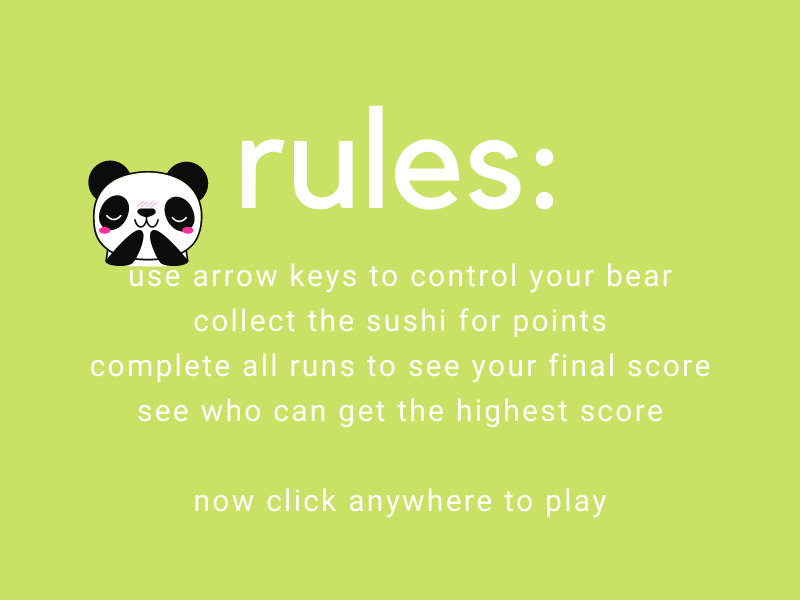 rules:
use arrow keys to control your bear
collect the sushi for points
complete all runs to see your final score
see who can get the highest score
now click anywhere to play